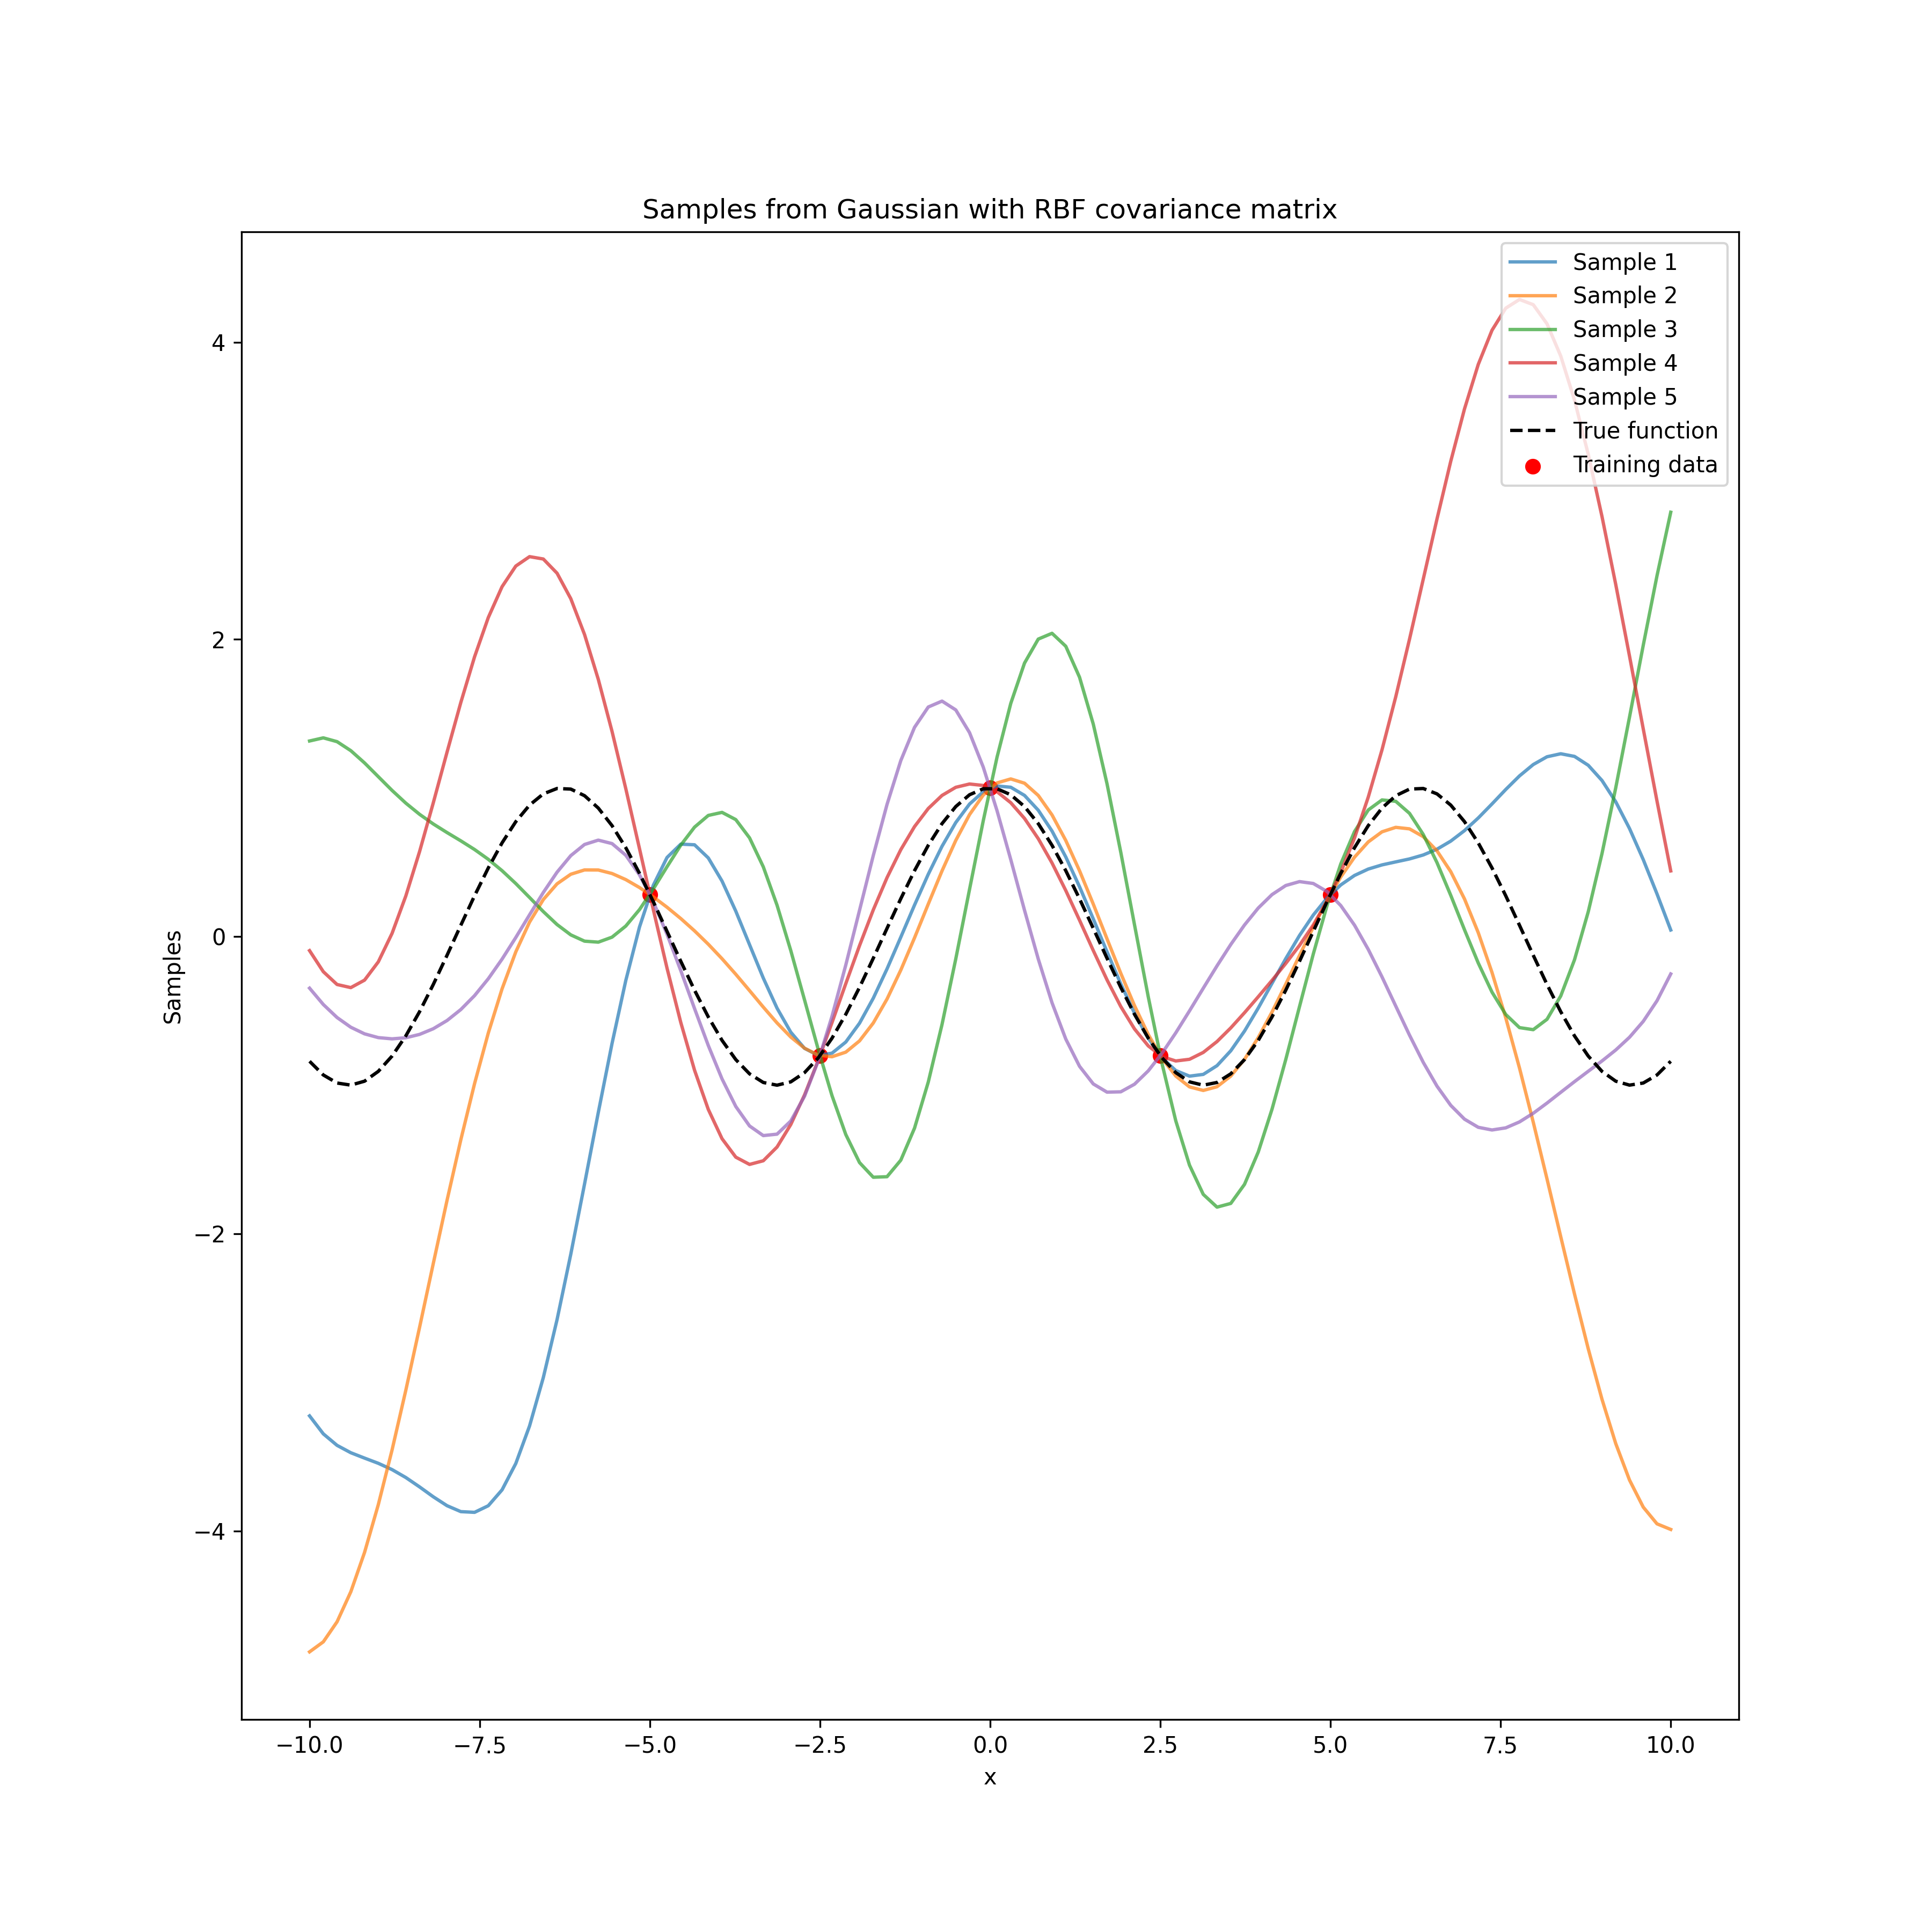 Samples from Gaussian with RBF covariance matrix
Sample 1
Sample 2
Sample 3
Sample 4
Sample 5
True function
Training data
4
2
0
−2
−4
Samples
−10.0 −7.5 −5.0 −2.5 0.0 2.5 5.0 7.5 10.0
x